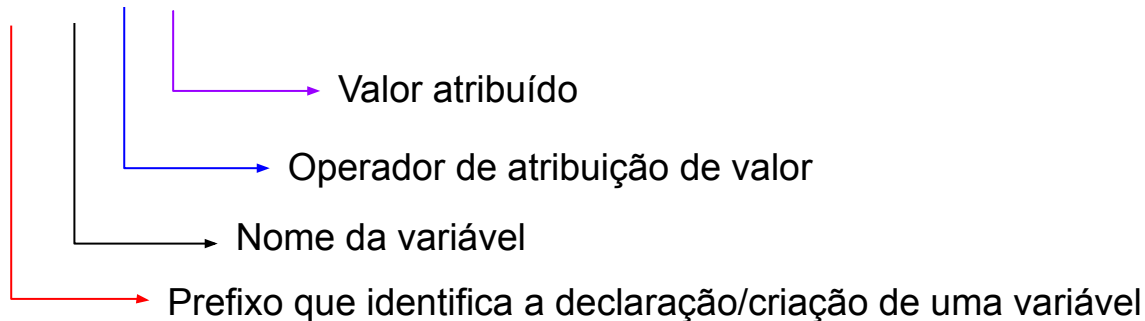 Valor atribuído
Operador de atribuição de valor
Nome da variável
Prefixo que identifica a declaração/criação de uma variável